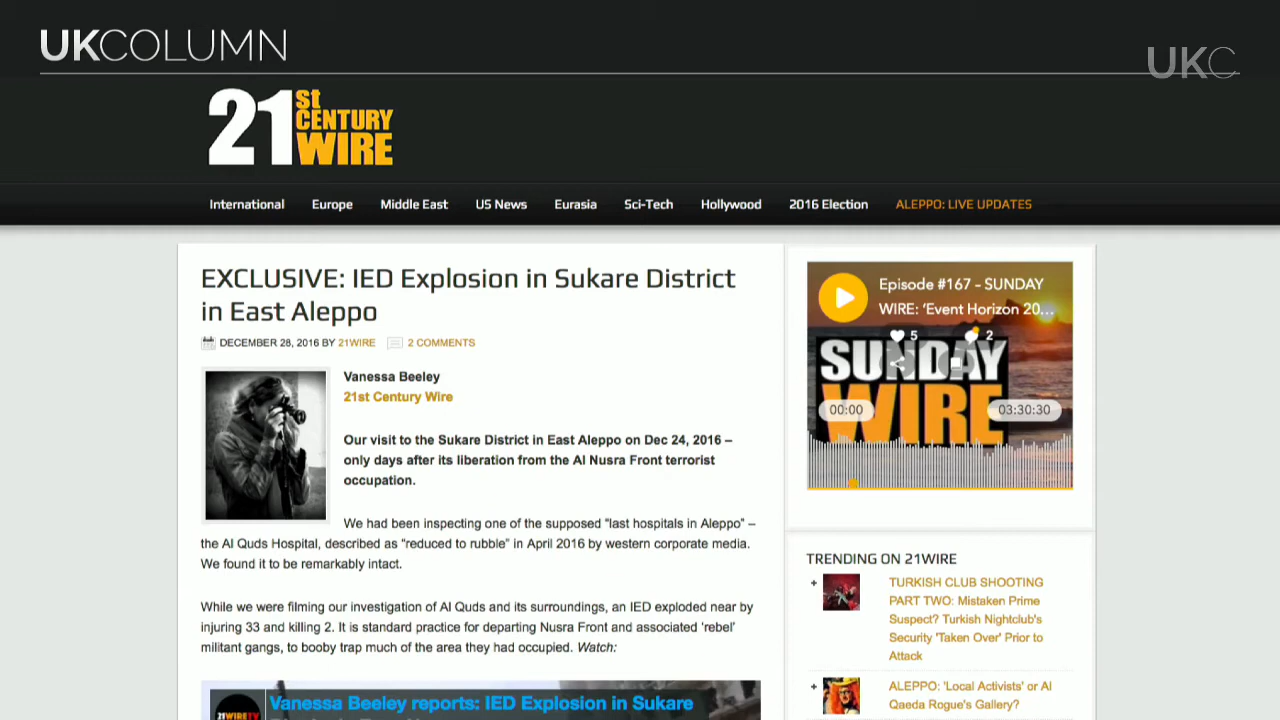 UKCOLUMN
UKC
21st CENTURY WIRE
International Europe Middle East US News Eurasia Sci-Tech Hollywood 2016 Election ALEPPO: LIVE UPDATES
EXCLUSIVE: IED Explosion in Sukare District
in East Aleppo
DECEMBER 28, 2016 BY 21WIRE 2 COMMENTS
Vanessa Beeley
21st Century Wire
Our visit to the Sukare District in East Aleppo on Dec 24, 2016 –
only days after its liberation from the Al Nusra Front terrorist
occupation.
We had been inspecting one of the supposed “last hospitals in Aleppo” –
the Al Quds Hospital, described as “reduced to rubble” in April 2016 by western corporate media.
We found it to be remarkably intact.
While we were filming our investigation of Al Quds and its surroundings, an IED exploded near by
injuring 33 and killing 2. It is standard practice for departing Nusra Front and associated ‘rebel’
militant gangs, to booby trap much of the area they had occupied. Watch:
21WIRETV
Vanessa Beeley reports: IED Explosion in Sukare
Episode #167 - SUNDAY
WIRE: ‘Event Horizon 20...
5 2
SUNDAY
WIRE
00:00 03:30:30
TRENDING ON 21WIRE
+ TURKISH CLUB SHOOTING
PART TWO: Mistaken Prime
Suspect? Turkish Nightclub's
Security 'Taken Over' Prior to
Attack
+ ALEPPO: 'Local Activists' or Al
Qaeda Rogue's Gallery?